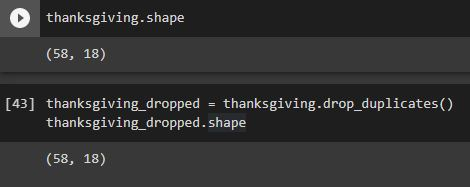 thanksgiving.shape
(58, 18)
[43] thanksgiving_dropped = thanksgiving.drop_duplicates()
thanksgiving_dropped.shape
(58, 18)